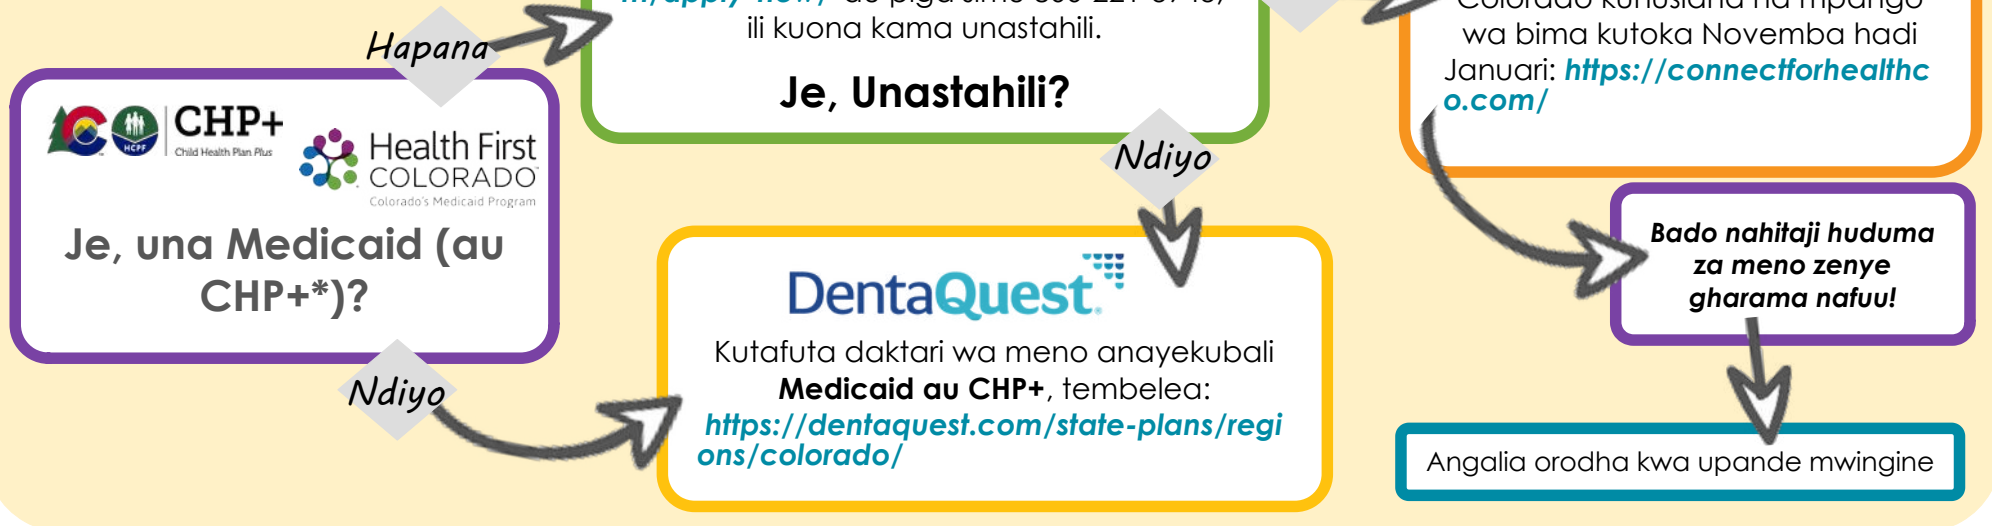 ili kuona kama unastahili.
Je, Unastahili?
Hapana
wa bima kutoka Novemba hadi
Januari: https://connectforhealthc
o.com/
CHP+
Child Health Plan Plus
HCPF
Health First
COLORADO
Colorado's Medicaid Program
Je, una Medicaid (au
CHP+*)?
Ndiyo
Ndiyo
DentaQuest.
Kutafuta daktari wa meno anayekubali
Medicaid au CHP+, tembelea:
https://dentaquest.com/state-plans/regi
ons/colorado/
Bado nahitaji huduma
za meno zenye
gharama nafuu!
Angalia orodha kwa upande mwingine